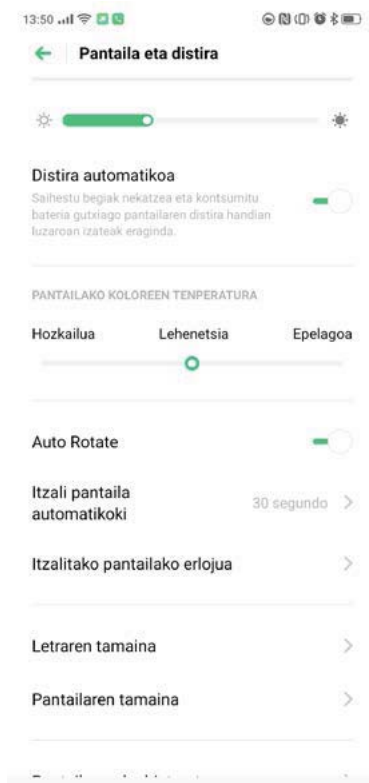 13:50
Pantaila eta distira
Distira automatikoa
Saihestu begiak nekatzea eta kontsumitu
bateria gutxiago pantailaren distira handian
luzaroan izateak eraginda.
PANTAILAKO KOLOREEN TENPERATURA
Hozkailua Lehenetsia Epelagoa
Auto Rotate
Itzali pantaila
automatikoki
30 segundo
Itzalitako pantailako erlojua
Letraren tamaina
Pantailaren tamaina